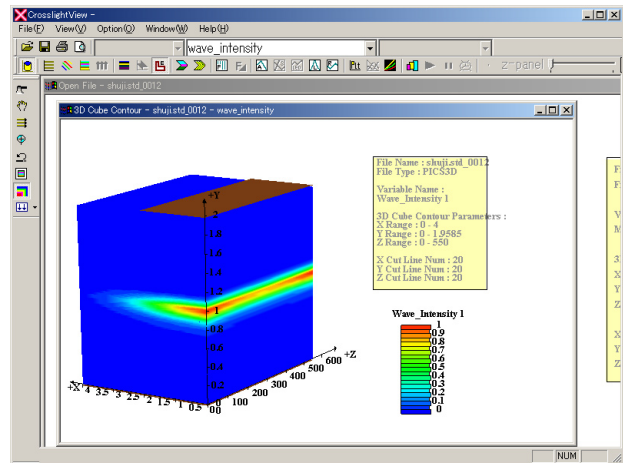 CrosslightView -
File(F) View(V) Option(O) Window(W) Help(H)
wave_intensity
z-panel
Open File - shuji.std_0012
3D Cube Contour - shuji.std_0012 - wave_intensity
File Name : shuji.std_0012
File Type : PICS3D
Variable Name :
Wave_Intensity 1
3D Cube Contour Parameters :
X Range : 0 - 4
Y Range : 0 - 1.9585
Z Range : 0 - 550
X Cut Line Num : 20
Y Cut Line Num : 20
Z Cut Line Num : 20
+Y
2
1.8
1.6
1.4
1.2
1
0.8
0.6
0.4
0.2
0
+X 4 3.5 3 2.5 2 1.5 1 0.5 0
0 100 200 300 400 500 600 +Z
Wave_Intensity 1
1
0.9
0.8
0.7
0.6
0.5
0.4
0.3
0.2
0.1
0
F
F
V
M
3
X
Y
Z
X
Y
Z
NUM